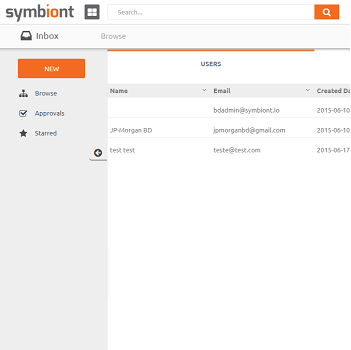 symbiont
Search...
Inbox
Browse
NEW
Browse
Approvals
Starred
USERS
Name Email Created Da
bdadmin@symbiont.io 2015-06-10
JP-Morgan BD jpmorganbd@gmail.com 2015-06-10
test test teste@test.com 2015-06-17